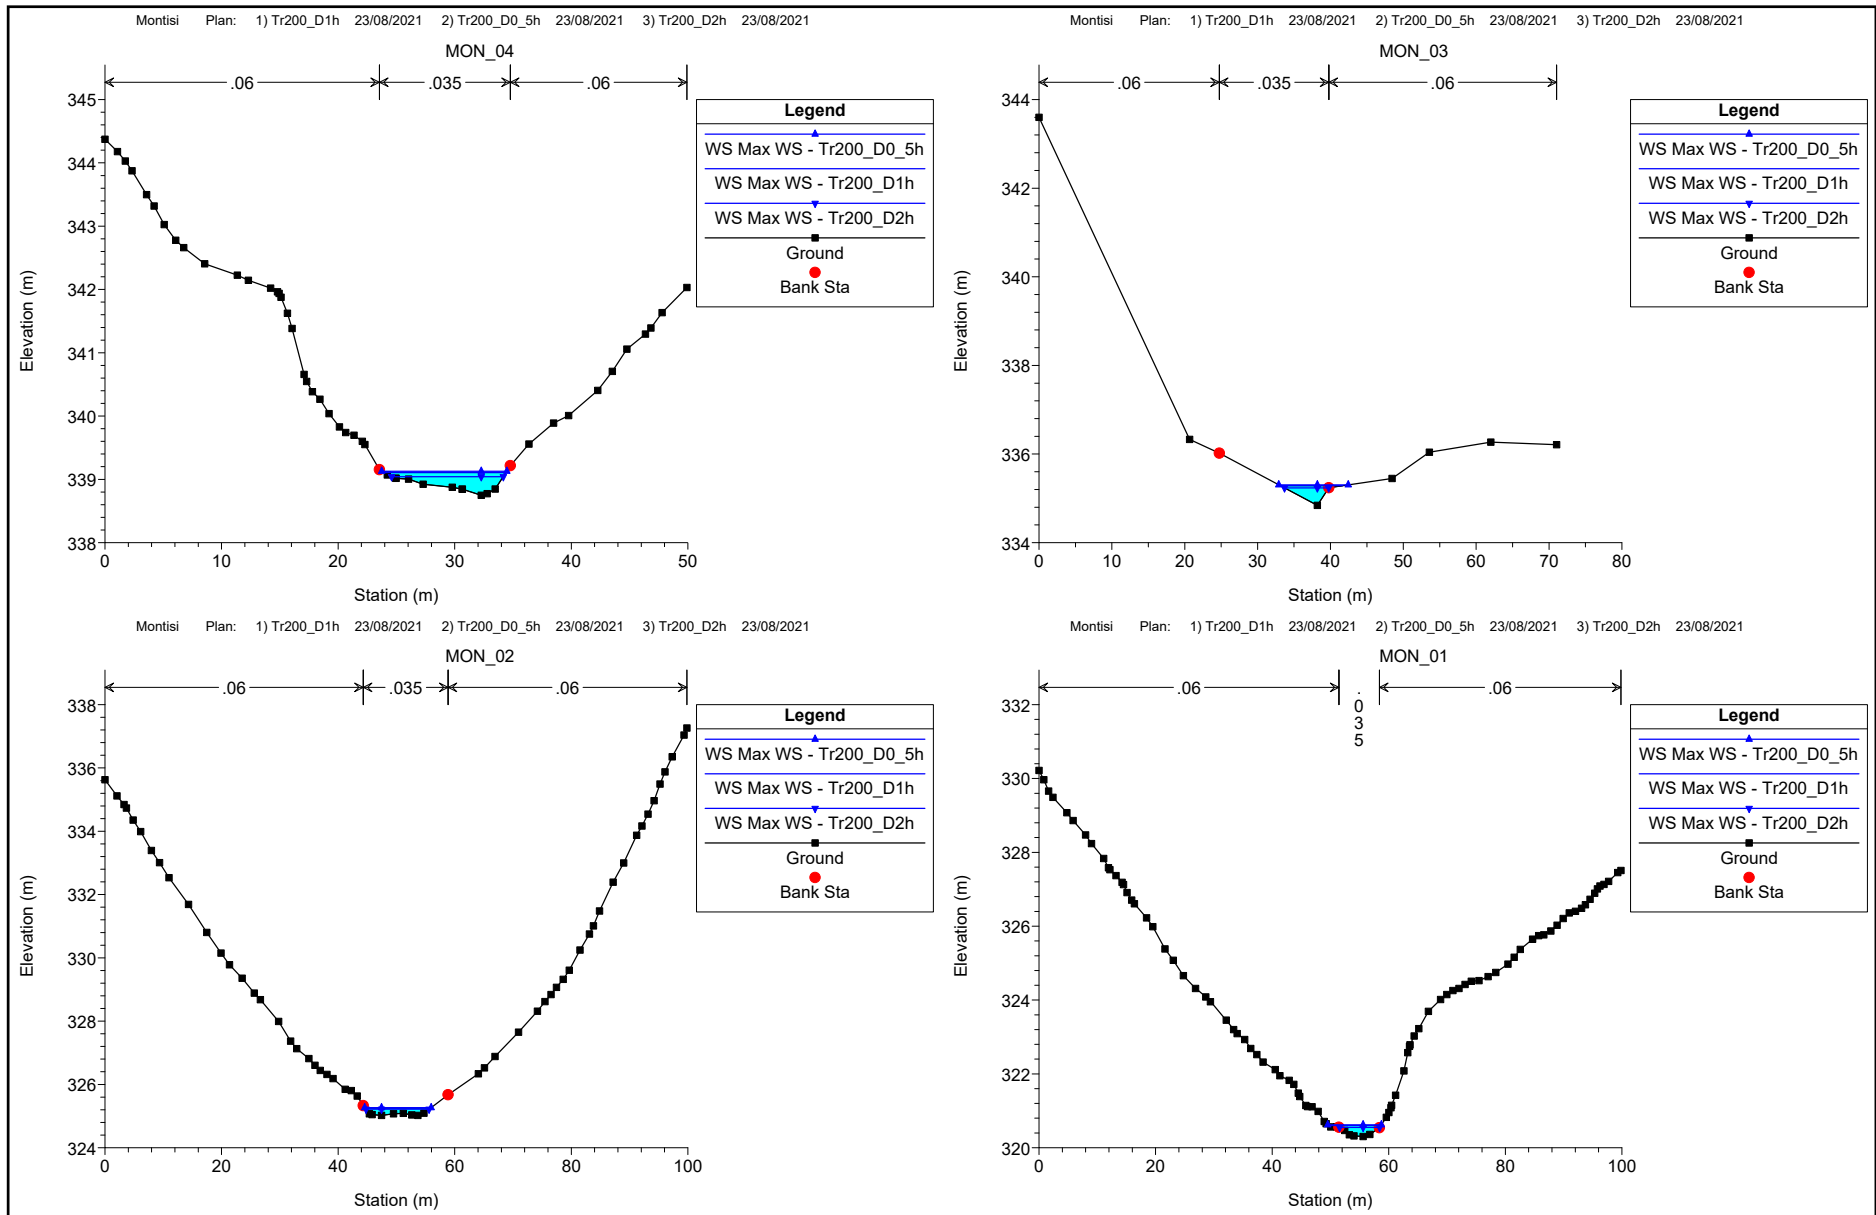 Montisi Plan: 1) Tr200_D1h 23/08/2021 2) Tr200_D0_5h 23/08/2021 3) Tr200_D2h 23/08/2021
MON_04
.06 .035 .06
345
344
343
342
341
340
339
338
Elevation (m)
0 10 20 30 40 50
Station (m)
Legend
WS Max WS - Tr200_D0_5h
WS Max WS - Tr200_D1h
WS Max WS - Tr200_D2h
Ground
Bank Sta
Montisi Plan: 1) Tr200_D1h 23/08/2021 2) Tr200_D0_5h 23/08/2021 3) Tr200_D2h 23/08/2021
MON_03
.06 .035 .06
344
342
340
338
336
334
Elevation (m)
0 10 20 30 40 50 60 70 80
Station (m)
Legend
WS Max WS - Tr200_D0_5h
WS Max WS - Tr200_D1h
WS Max WS - Tr200_D2h
Ground
Bank Sta
Montisi Plan: 1) Tr200_D1h 23/08/2021 2) Tr200_D0_5h 23/08/2021 3) Tr200_D2h 23/08/2021
MON_02
.06 .035 .06
338
336
334
332
330
328
326
324
Elevation (m)
0 20 40 60 80 100
Station (m)
Legend
WS Max WS - Tr200_D0_5h
WS Max WS - Tr200_D1h
WS Max WS - Tr200_D2h
Ground
Bank Sta
Montisi Plan: 1) Tr200_D1h 23/08/2021 2) Tr200_D0_5h 23/08/2021 3) Tr200_D2h 23/08/2021
MON_01
.06 .035 .06
332
330
328
326
324
322
320
Elevation (m)
0 20 40 60 80 100
Station (m)
Legend
WS Max WS - Tr200_D0_5h
WS Max WS - Tr200_D1h
WS Max WS - Tr200_D2h
Ground
Bank Sta